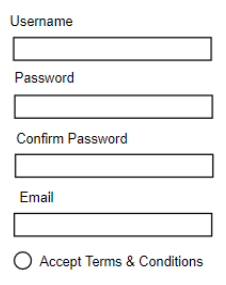 Username
Password
Confirm Password
Email
Accept Terms & Conditions